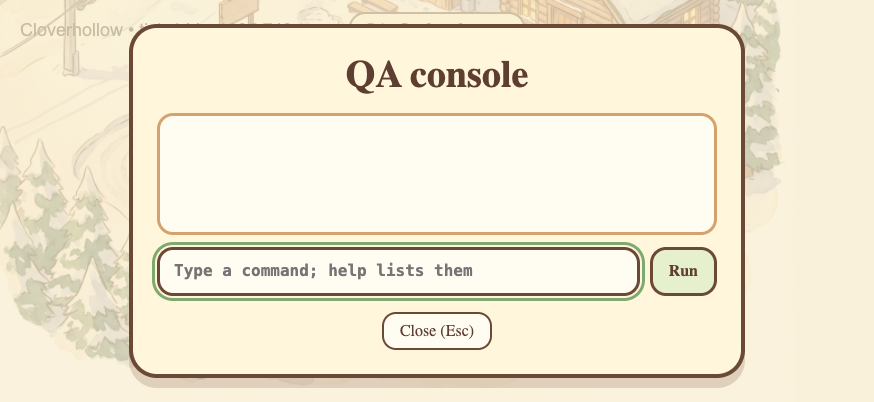 Cloverhollow •
QA console
Type a command; help lists them
Run
Close (Esc)